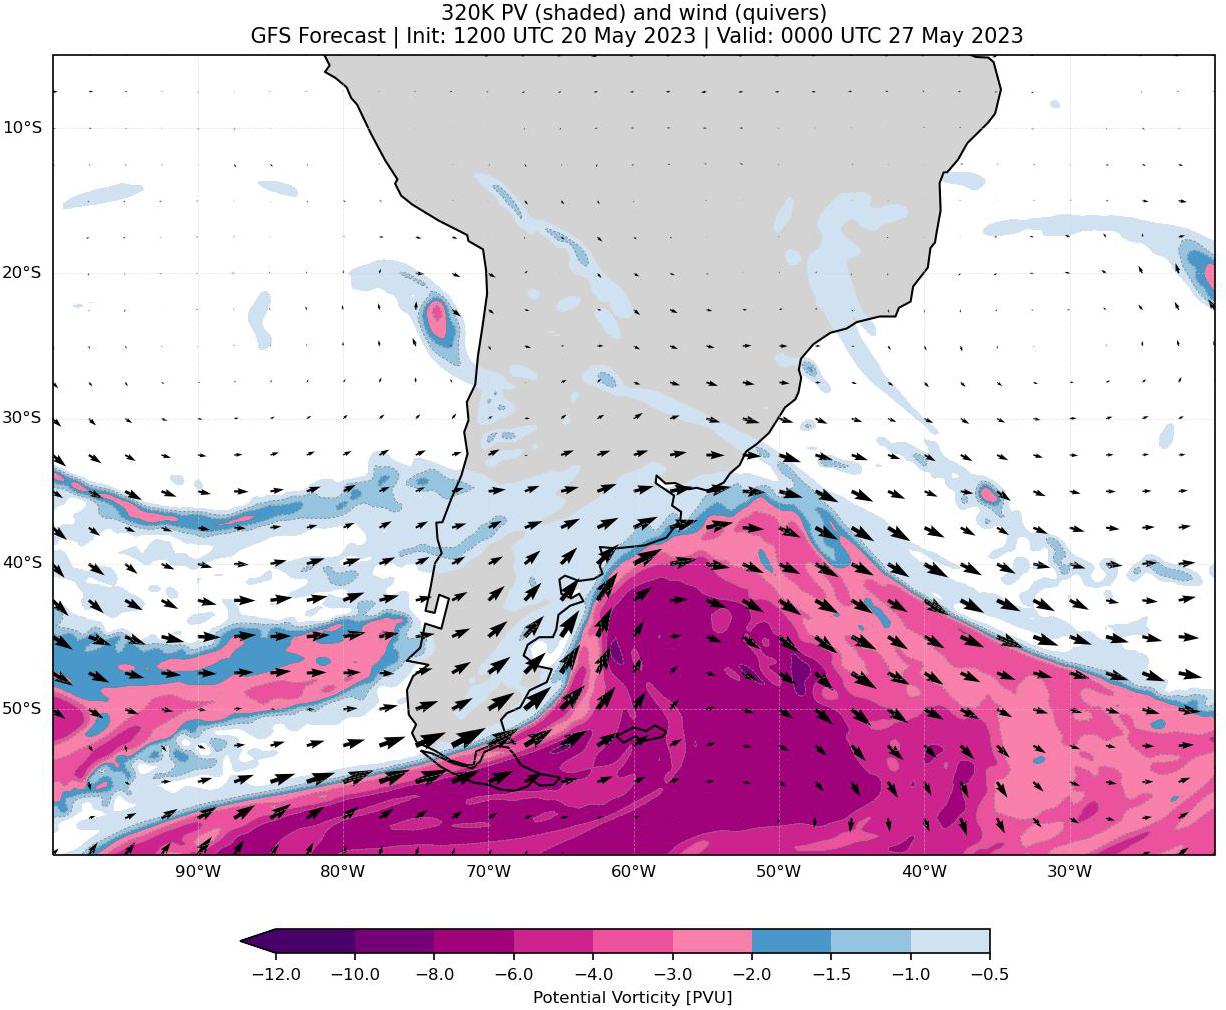 320K PV (shaded) and wind (quivers)
GFS Forecast | Init: 1200 UTC 20 May 2023 | Valid: 0000 UTC 27 May 2023
10°S
20°S
30°S
40°S
50°S
90°W 80°W 70°W 60°W 50°W 40°W 30°W
−12.0 −10.0 −8.0 −6.0 −4.0 −3.0 −2.0 −1.5 −1.0 −0.5
Potential Vorticity [PVU]